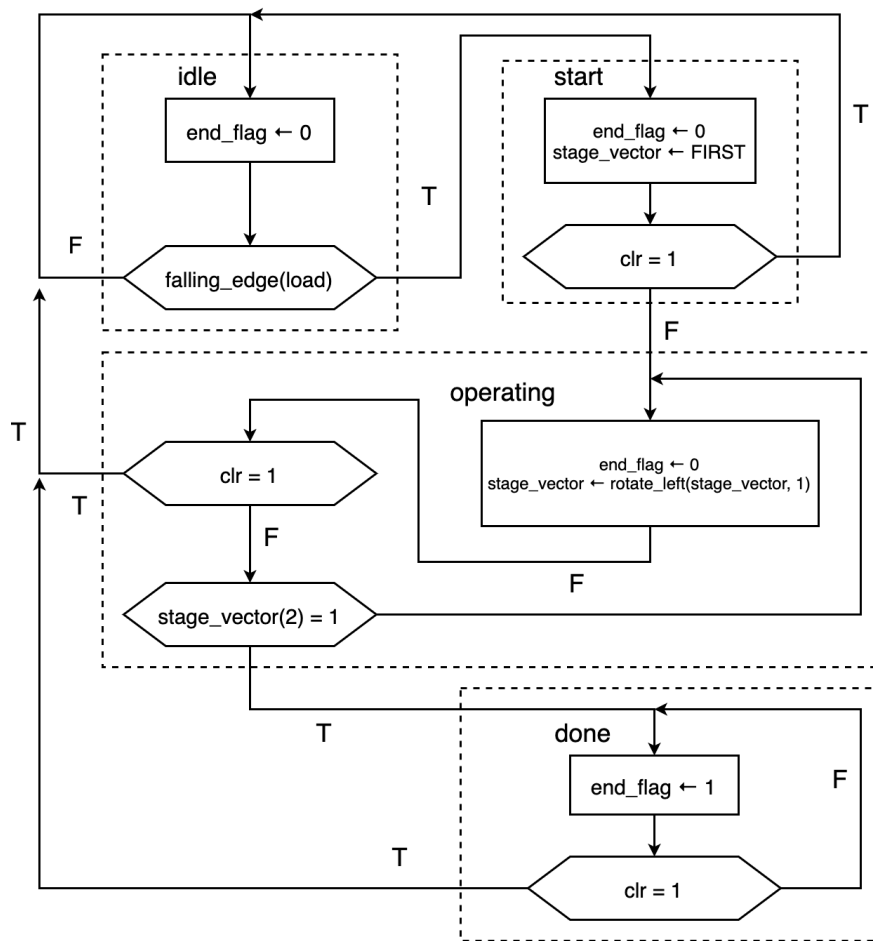 idle
end_flag ← 0
falling_edge(load)
F
T
start
end_flag ← 0
stage_vector ← FIRST
clr = 1
T
F
operating
end_flag ← 0
stage_vector ← rotate_left(stage_vector, 1)
clr = 1
T
T
F
F
stage_vector(2) = 1
T
done
end_flag ← 1
F
clr = 1
T